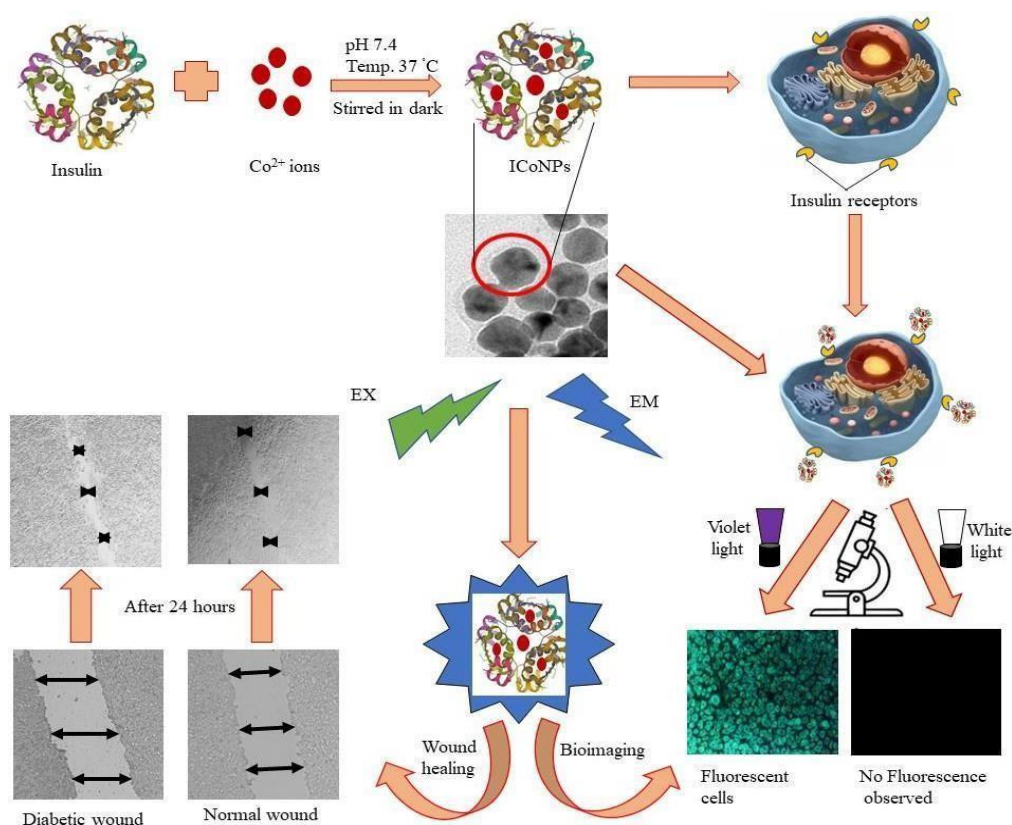 pH 7.4
Temp. 37 °C
Stirred in dark
Insulin
Co²⁺ ions
ICoNPs
Insulin receptors
EX
EM
Violet
light
White
light
After 24 hours
Wound
healing
Bioimaging
Fluorescent
cells
No Fluorescence
observed
Diabetic wound
Normal wound